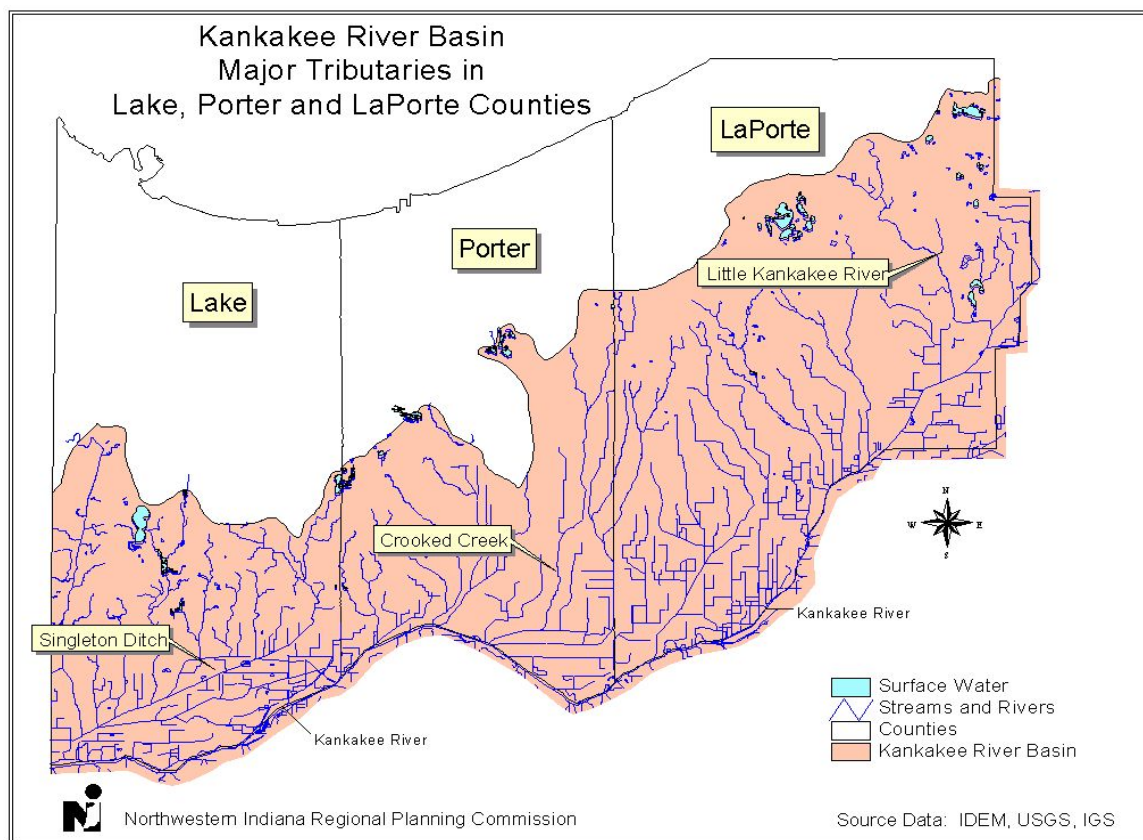 Kankakee River Basin
Major Tributaries in
Lake, Porter and LaPorte Counties
LaPorte
Porter
Little Kankakee River
Lake
Crooked Creek
N
W E
S
Kankakee River
Singleton Ditch
Kankakee River
Surface Water
Streams and Rivers
Counties
Kankakee River Basin
Northwestern Indiana Regional Planning Commission
Source Data: IDEM, USGS, IGS